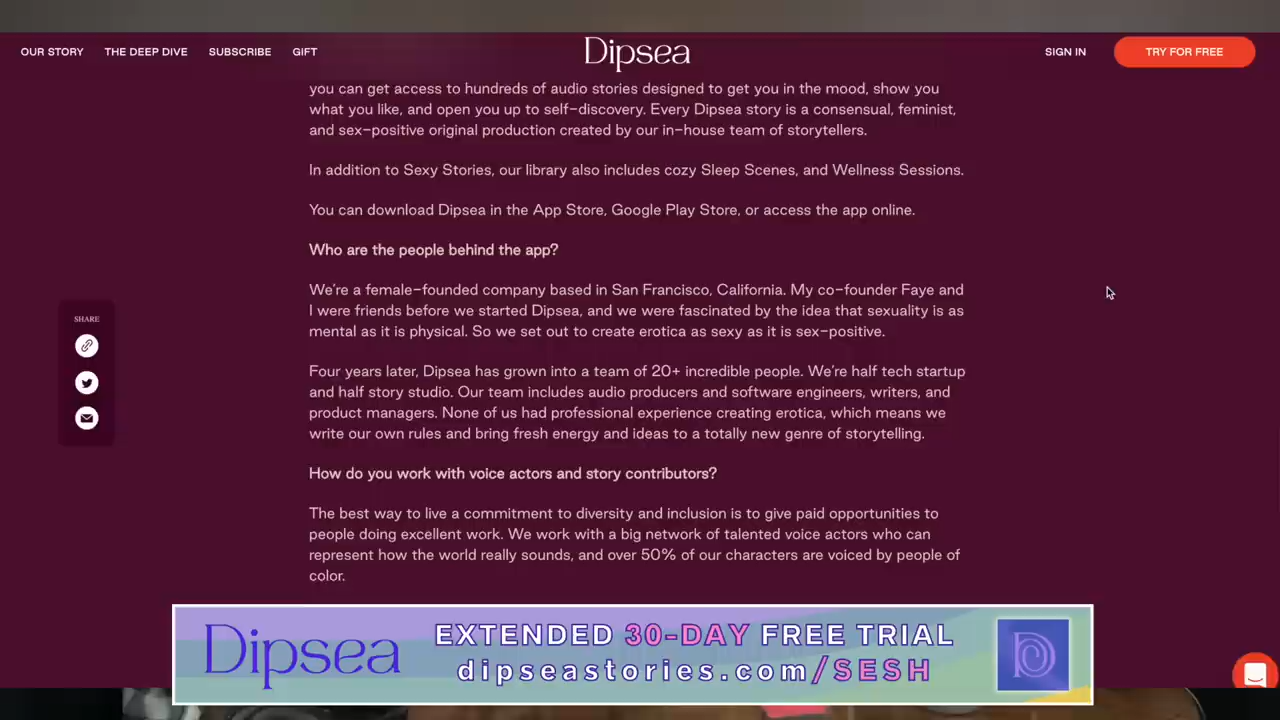 OUR STORY THE DEEP DIVE SUBSCRIBE GIFT Dipsea SIGN IN TRY FOR FREE
you can get access to hundreds of audio stories designed to get you in the mood, show you
what you like, and open you up to self-discovery. Every Dipsea story is a consensual, feminist,
and sex-positive original production created by our in-house team of storytellers.
In addition to Sexy Stories, our library also includes cozy Sleep Scenes, and Wellness Sessions.
You can download Dipsea in the App Store, Google Play Store, or access the app online.
Who are the people behind the app?
We're a female-founded company based in San Francisco, California. My co-founder Faye and
I were friends before we started Dipsea, and we were fascinated by the idea that sexuality is as
mental as it is physical. So we set out to create erotica as sexy as it is sex-positive.
SHARE
Four years later, Dipsea has grown into a team of 20+ incredible people. We're half tech startup
and half story studio. Our team includes audio producers and software engineers, writers, and
product managers. None of us had professional experience creating erotica, which means we
write our own rules and bring fresh energy and ideas to a totally new genre of storytelling.
How do you work with voice actors and story contributors?
The best way to live a commitment to diversity and inclusion is to give paid opportunities to
people doing excellent work. We work with a big network of talented voice actors who can
represent how the world really sounds, and over 50% of our characters are voiced by people of
color.
Dipsea
EXTENDED 30-DAY FREE TRIAL
dipseastories.com/SESH